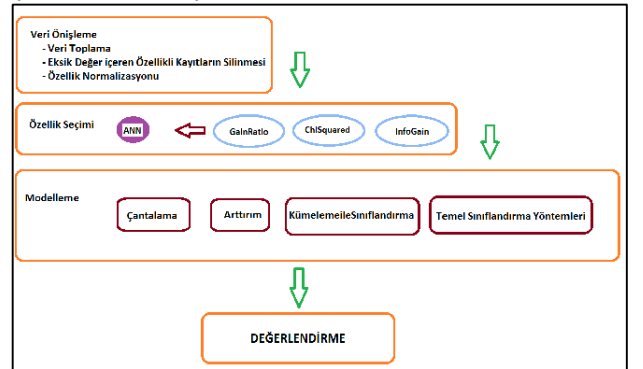 Veri Önişleme
- Veri Toplama
- Eksik Değer içeren Özellikli Kayıtların Silinmesi
- Özellik Normalizasyonu
Özellik Seçimi
ANN
GainRatio
ChiSquared
InfoGain
Modelleme
Çantalama
Arttırım
KümelemeileSınıflandırma
Temel Sınıflandırma Yöntemleri
DEĞERLENDİRME